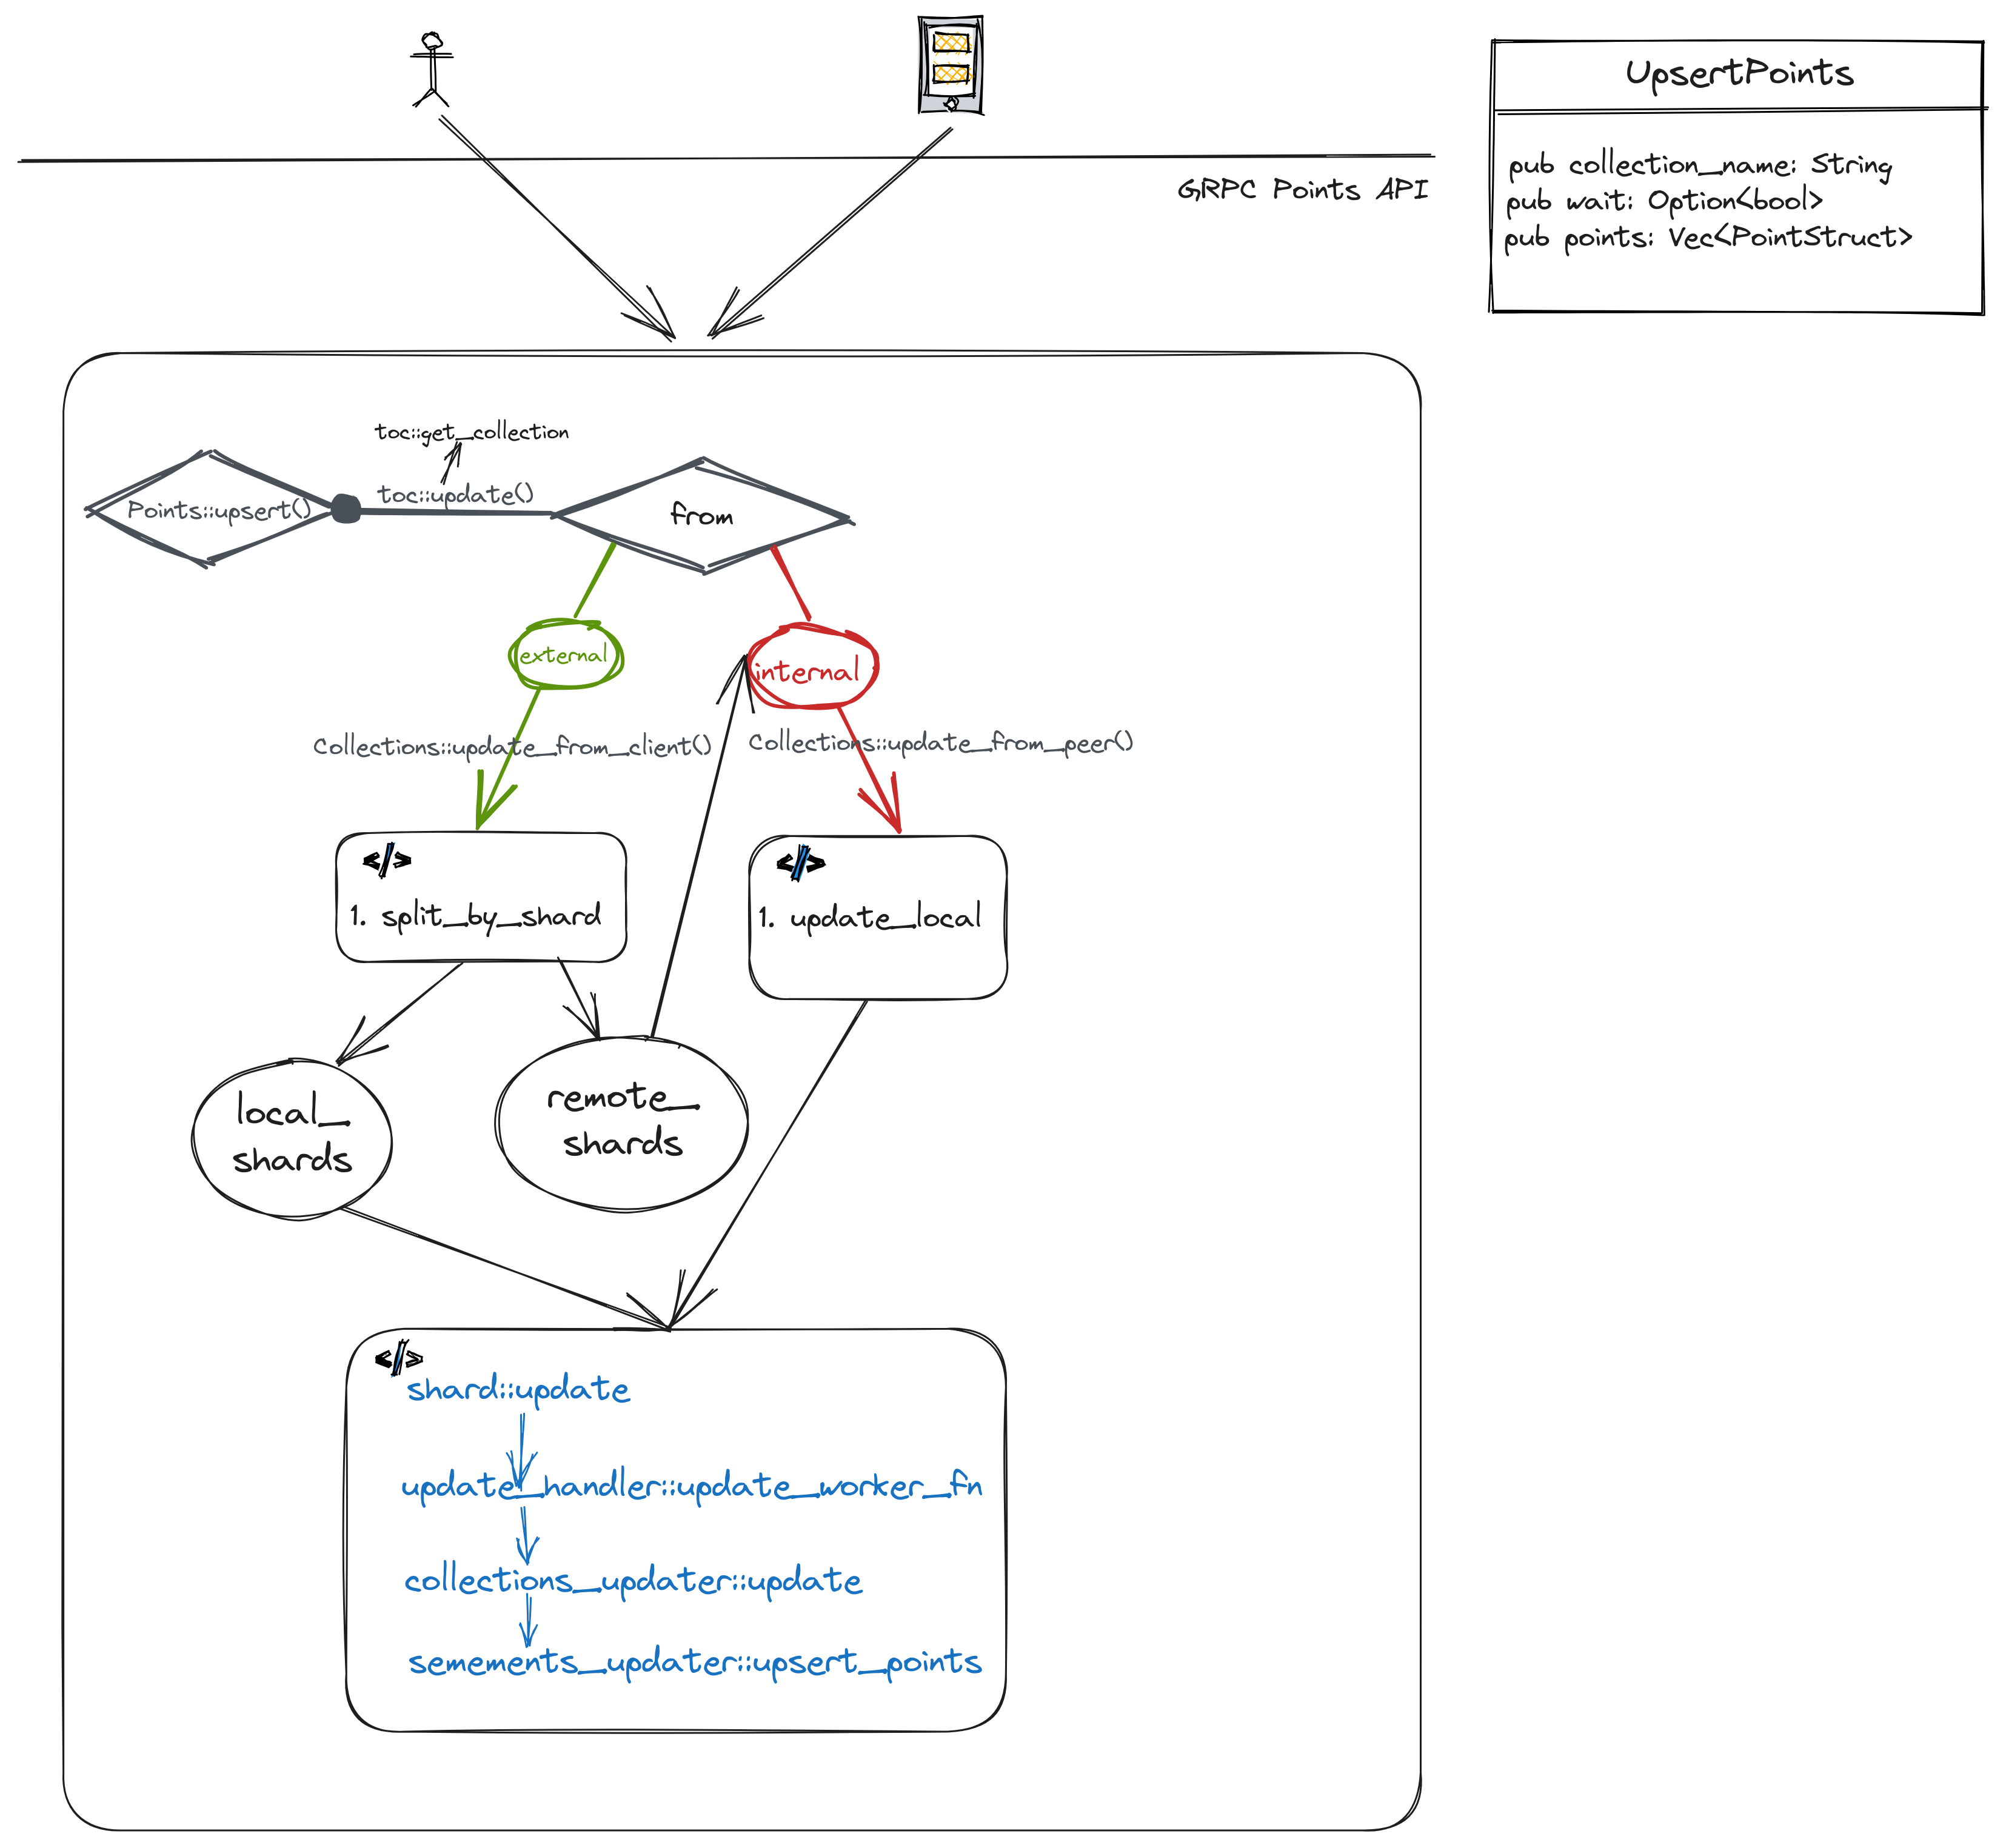 UpsertPoints
pub collection_name: String
pub wait: Option<bool>
pub points: Vec<PointStruct>
GRPC Points API
toc::get_collection
toc::update()
Points::upsert()
from
external
internal
Collections::update_from_client()
Collections::update_from_peer()
</>
1. split_by_shard
</>
1. update_local
local_
shards
remote_
shards
</>
shard::update
update_handler::update_worker_fn
collections_updater::update
semements_updater::upsert_points